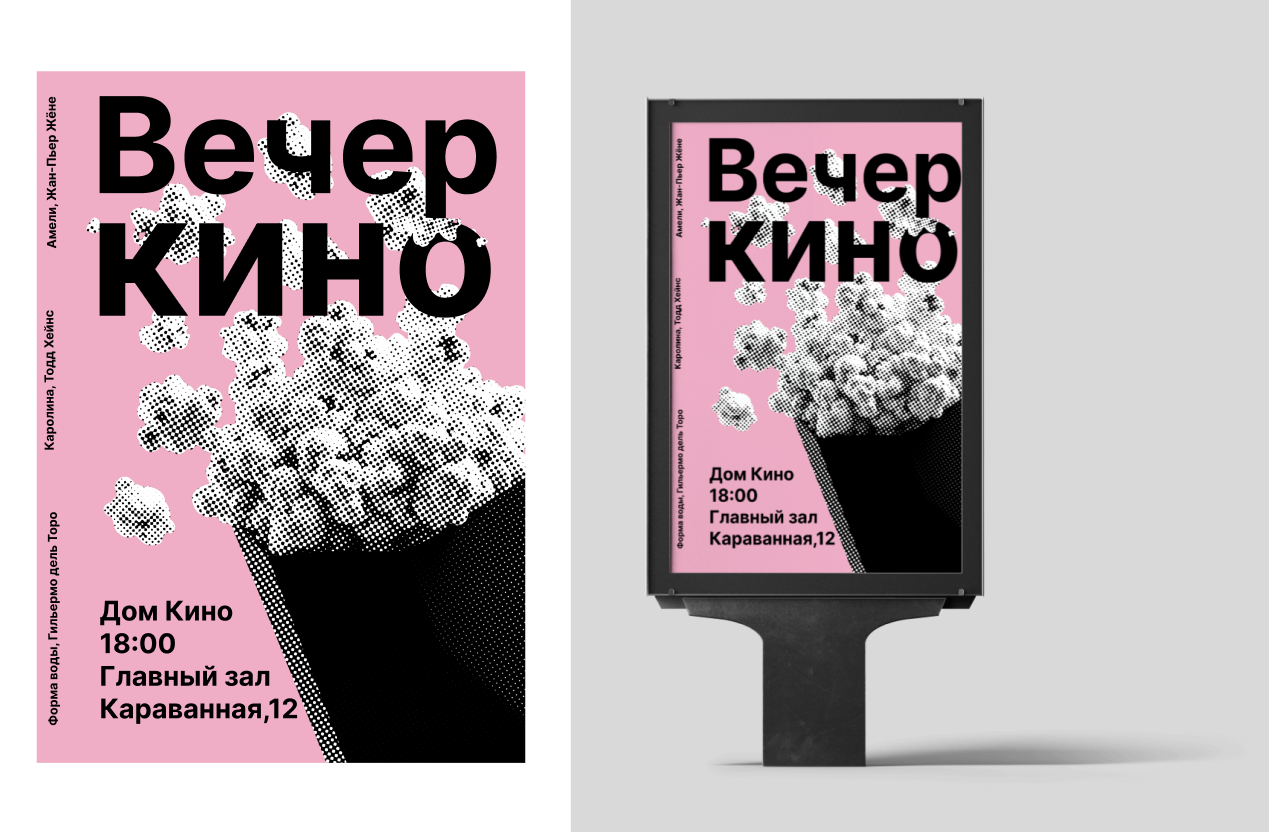 Вечер
кино
Амели, Жан-Пьер Жёне
Каролина, Тодд Хейнс
Форма воды, Гильермо дель Торо
Дом Кино
18:00
Главный зал
Караванная,12
Вечер
кино
Амели, Жан-Пьер Жёне
Каролина, Тодд Хейнс
Форма воды, Гильермо дель Торо
Дом Кино
18:00
Главный зал
Караванная,12